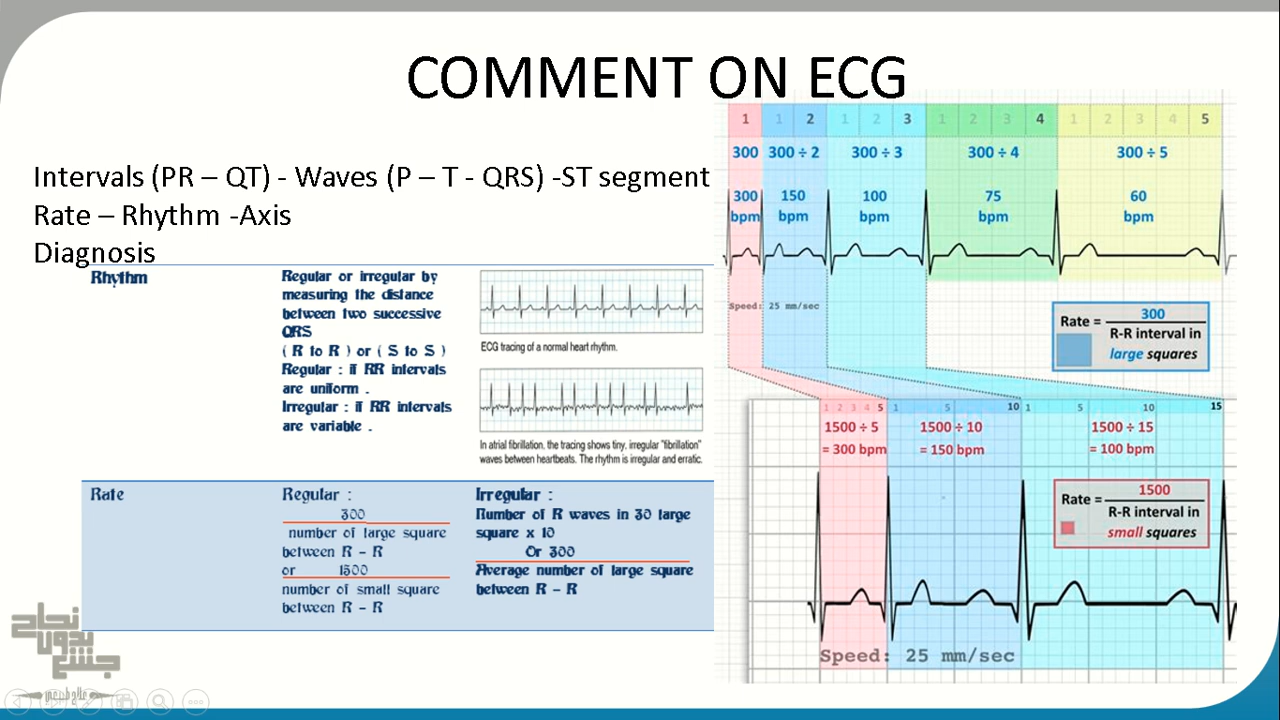 COMMENT ON ECG
Intervals (PR – QT) - Waves (P – T - QRS) -ST segment
Rate – Rhythm -Axis
Diagnosis
Rhythm
Regular or irregular by
measuring the distance
between two successive
QRS
( R to R ) or ( S to S )
Regular : if RR intervals
are uniform .
Irregular : if RR intervals
are variable .
ECG tracing of a normal heart rhythm.
In atrial fibrillation, the tracing shows tiny, irregular "fibrillation"
waves between heartbeats. The rhythm is irregular and erratic.
Rate
Regular :
300
number of large square
between R – R
or 1500
number of small square
between R – R
Irregular :
Number of R waves in 30 large
square x 10
Or 300
Average number of large square
between R – R
1 1 2 1 2 3 1 2 3 4 1 2 3 4 5
300 300 ÷ 2 300 ÷ 3 300 ÷ 4 300 ÷ 5
300 150 100 75 60
bpm bpm bpm bpm bpm
Speed: 25 mm/sec
Rate = 300
R-R interval in
large squares
1 2 3 4 5 1 5 10 1 5 10 15
1500 ÷ 5 1500 ÷ 10 1500 ÷ 15
= 300 bpm = 150 bpm = 100 bpm
Rate = 1500
R-R interval in
small squares
Speed: 25 mm/sec
نجاح
بدون
جشع
علاج طبيعي